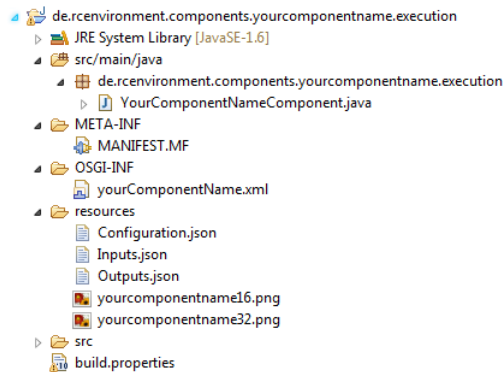 de.rcenvironment.components.yourcomponentname.execution
JRE System Library [JavaSE-1.6]
src/main/java
de.rcenvironment.components.yourcomponentname.execution
YourComponentNameComponent.java
META-INF
MANIFEST.MF
OSGI-INF
yourComponentName.xml
resources
Configuration.json
Inputs.json
Outputs.json
yourcomponentname16.png
yourcomponentname32.png
src
build.properties